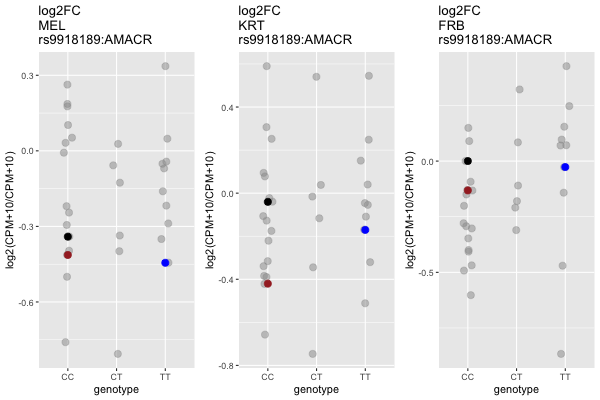 log2FC
MEL
rs9918189:AMACR
log2(CPM+10/CPM+10)
0.3
0.0
-0.3
-0.6
CC
CT
TT
genotype
log2FC
KRT
rs9918189:AMACR
log2(CPM+10/CPM+10)
0.4
0.0
-0.4
-0.8
CC
CT
TT
genotype
log2FC
FRB
rs9918189:AMACR
log2(CPM+10/CPM+10)
0.0
-0.5
CC
CT
TT
genotype